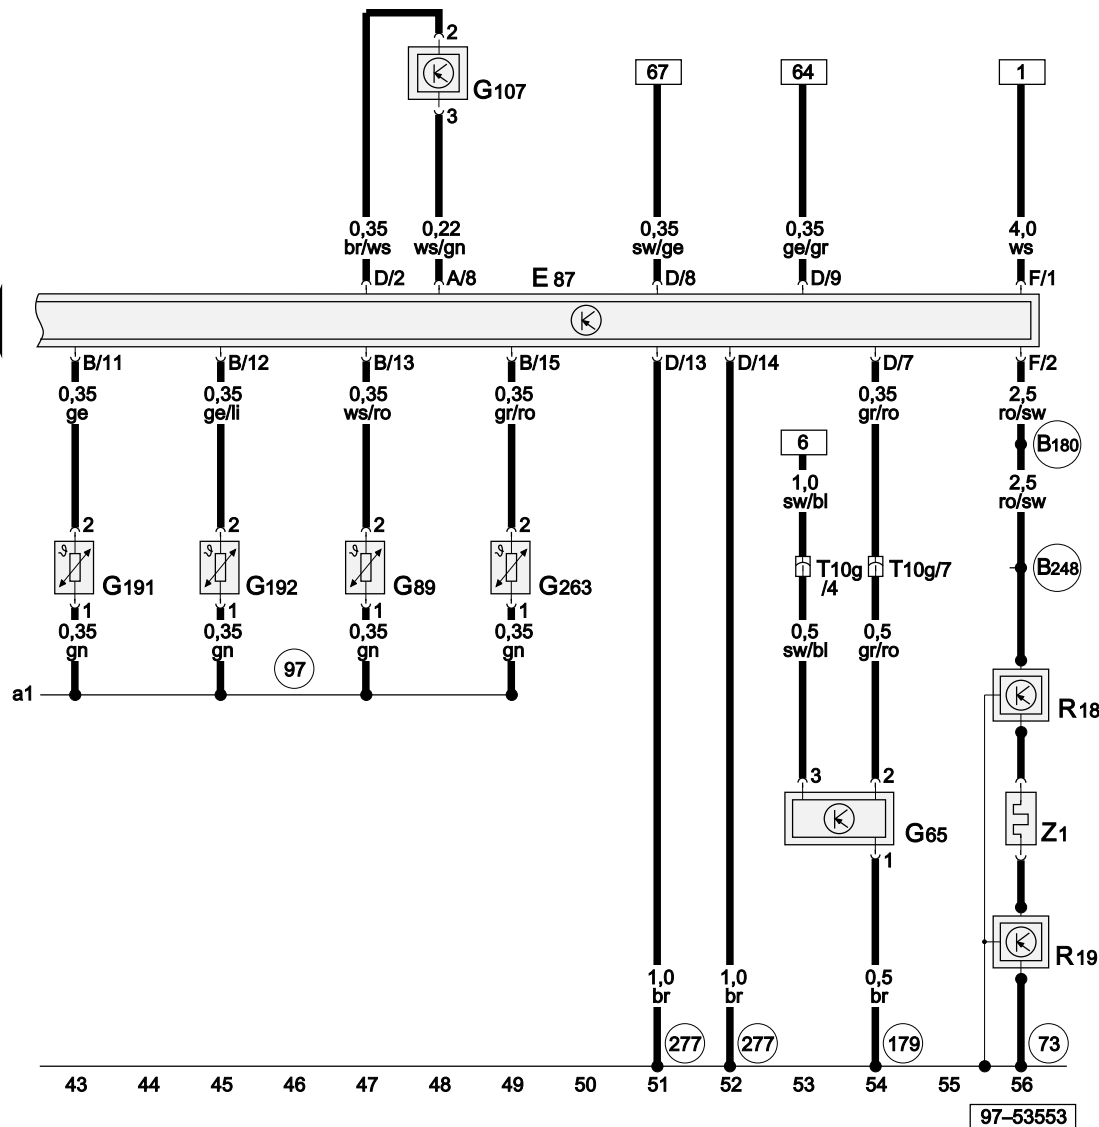 2
G107
3
67
64
1
0,35
br/ws
0,22
ws/gn
0,35
sw/ge
0,35
ge/gr
4,0
ws
D/2
A/8
E 87
D/8
D/9
F/1
B/11
B/12
B/13
B/15
D/13
D/14
D/7
F/2
0,35
ge
0,35
ge/li
0,35
ws/ro
0,35
gr/ro
0,35
gr/ro
2,5
ro/sw
6
B180
1,0
sw/bl
2,5
ro/sw
2
2
2
2
G191
G192
G89
G263
T10g
/4
T10g/7
B248
1
1
1
1
0,35
gn
0,35
gn
0,35
gn
0,35
gn
0,5
sw/bl
0,5
gr/ro
97
a1
R18
3
2
G65
Z1
1
R19
1,0
br
1,0
br
0,5
br
277
277
179
73
43 44 45 46 47 48 49 50 51 52 53 54 55 56
97–53553